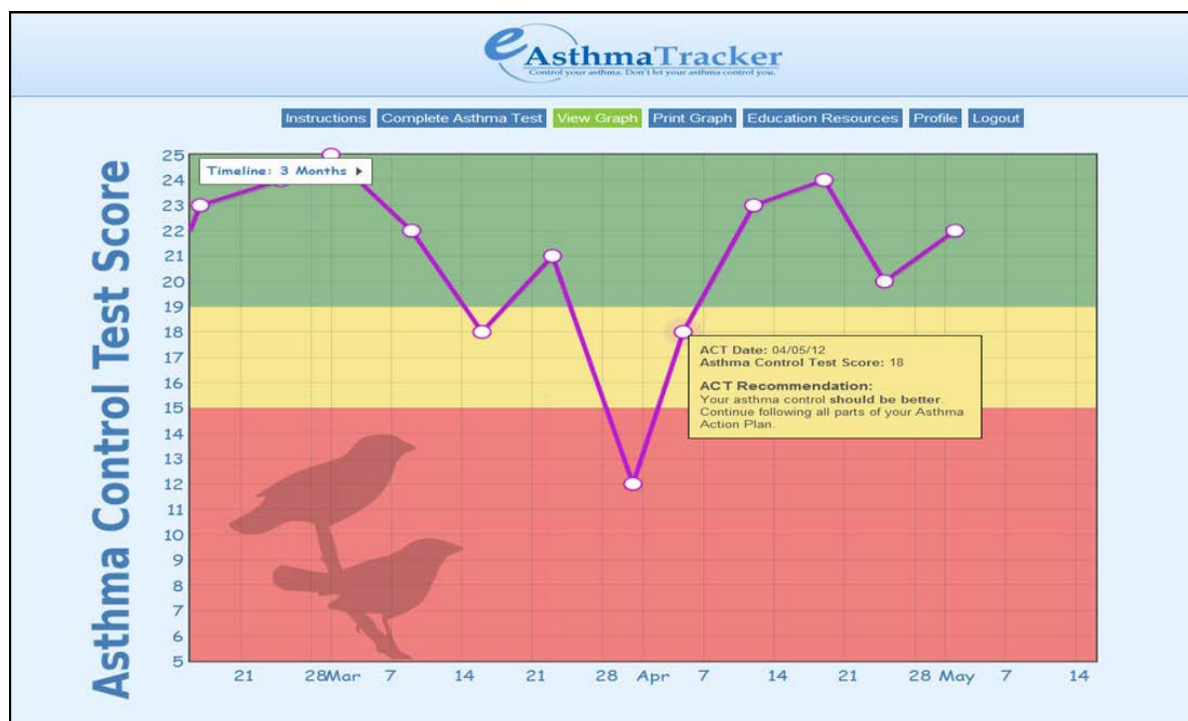 eAsthmaTracker
Control your asthma. Don't let your asthma control you.
Instructions Complete Asthma Test View Graph Print Graph Education Resources Profile Logout
Asthma Control Test Score
Timeline: 3 Months
25
24
23
22
21
20
19
18
17
16
15
14
13
12
11
10
9
8
7
6
5
ACT Date: 04/05/12
Asthma Control Test Score: 18
ACT Recommendation:
Your asthma control should be better.
Continue following all parts of your Asthma
Action Plan.
21 28 Mar 7 14 21 28 Apr 7 14 21 28 May 7 14